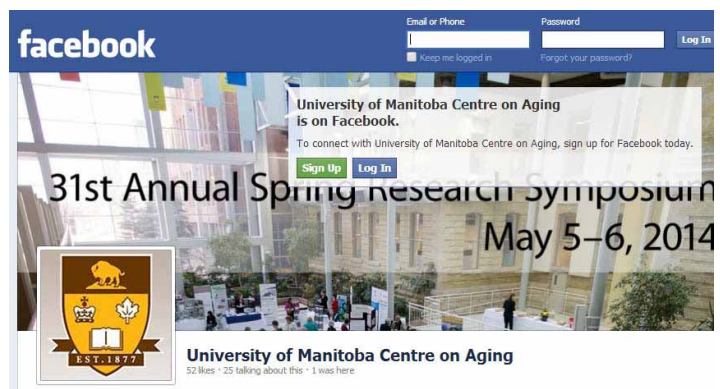 Email or Phone
Password
facebook
Log In
Keep me logged in
Forgot your password?
University of Manitoba Centre on Aging
is on Facebook.
To connect with University of Manitoba Centre on Aging, sign up for Facebook today.
Sign Up
Log In
31st Annual Spring Research Symposium
May 5–6, 2014
EST.1877
University of Manitoba Centre on Aging
52 likes · 25 talking about this · 1 was here